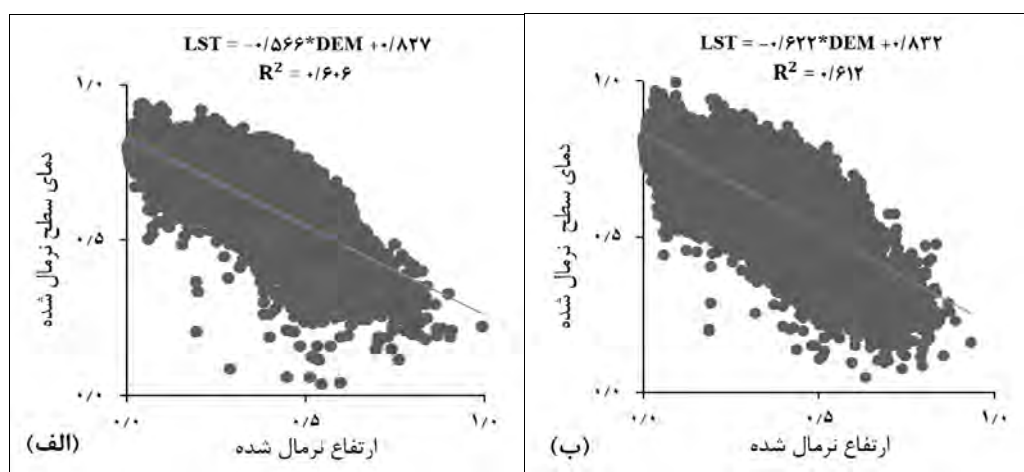 LST = -۰/۵۶۶*DEM +۰/۸۲۷
R² = ۰/۶۰۶
۱/۰
۰/۵
۰/۰
دمای سطح نرمال شده
۰/۰ ۰/۵ ۱/۰
ارتفاع نرمال شده
(الف)
LST = -۰/۶۲۲*DEM +۰/۸۳۲
R² = ۰/۶۱۲
۱/۰
۰/۵
۰/۰
دمای سطح نرمال شده
۰/۰ ۰/۵ ۱/۰
ارتفاع نرمال شده
(ب)